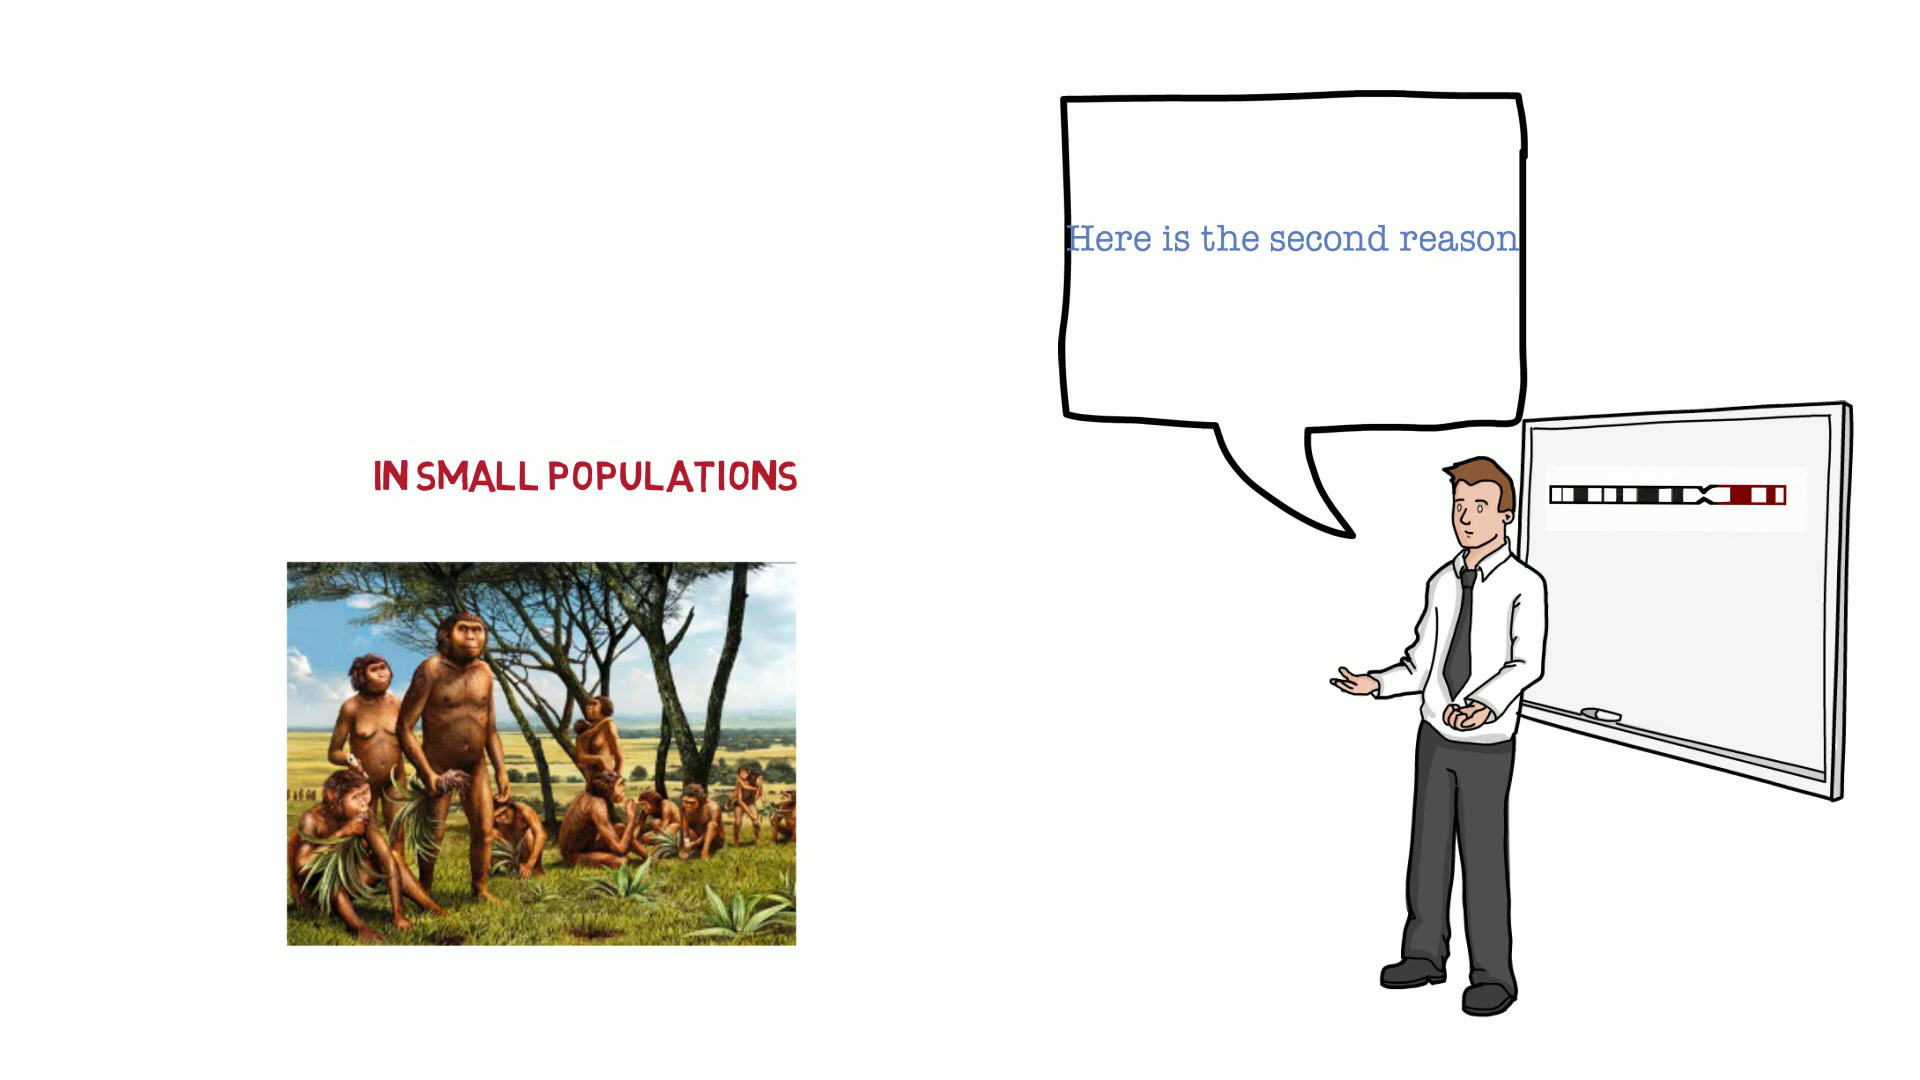 Here is the second reason
IN SMALL POPULATIONS